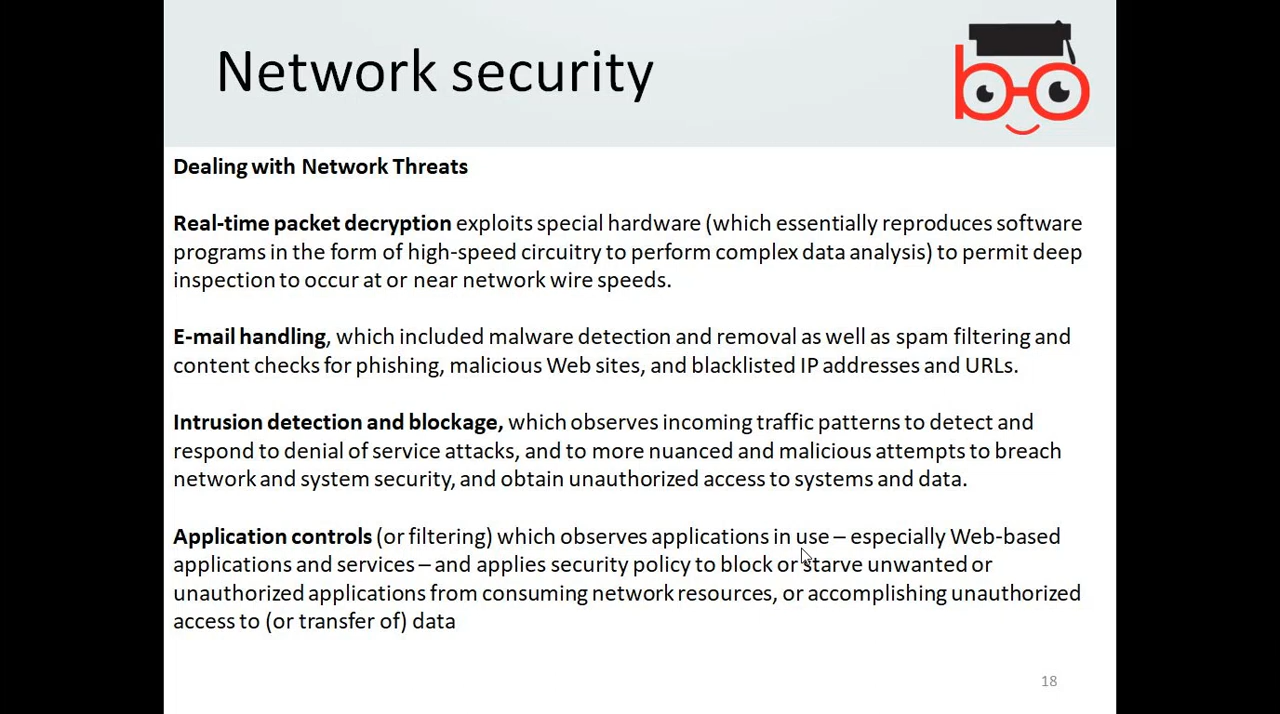 Network security
Dealing with Network Threats
Real-time packet decryption exploits special hardware (which essentially reproduces software
programs in the form of high-speed circuitry to perform complex data analysis) to permit deep
inspection to occur at or near network wire speeds.
E-mail handling, which included malware detection and removal as well as spam filtering and
content checks for phishing, malicious Web sites, and blacklisted IP addresses and URLs.
Intrusion detection and blockage, which observes incoming traffic patterns to detect and
respond to denial of service attacks, and to more nuanced and malicious attempts to breach
network and system security, and obtain unauthorized access to systems and data.
Application controls (or filtering) which observes applications in use – especially Web-based
applications and services – and applies security policy to block or starve unwanted or
unauthorized applications from consuming network resources, or accomplishing unauthorized
access to (or transfer of) data
18